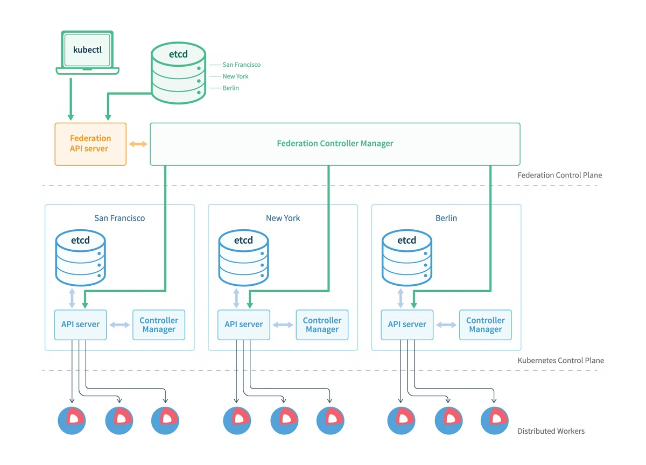 kubectl
etcd
San Francisco
New York
Berlin
Federation
API server
Federation Controller Manager
Federation Control Plane
San Francisco
New York
Berlin
etcd
etcd
etcd
API server
Controller
Manager
API server
Controller
Manager
API server
Controller
Manager
Kubernetes Control Plane
Distributed Workers